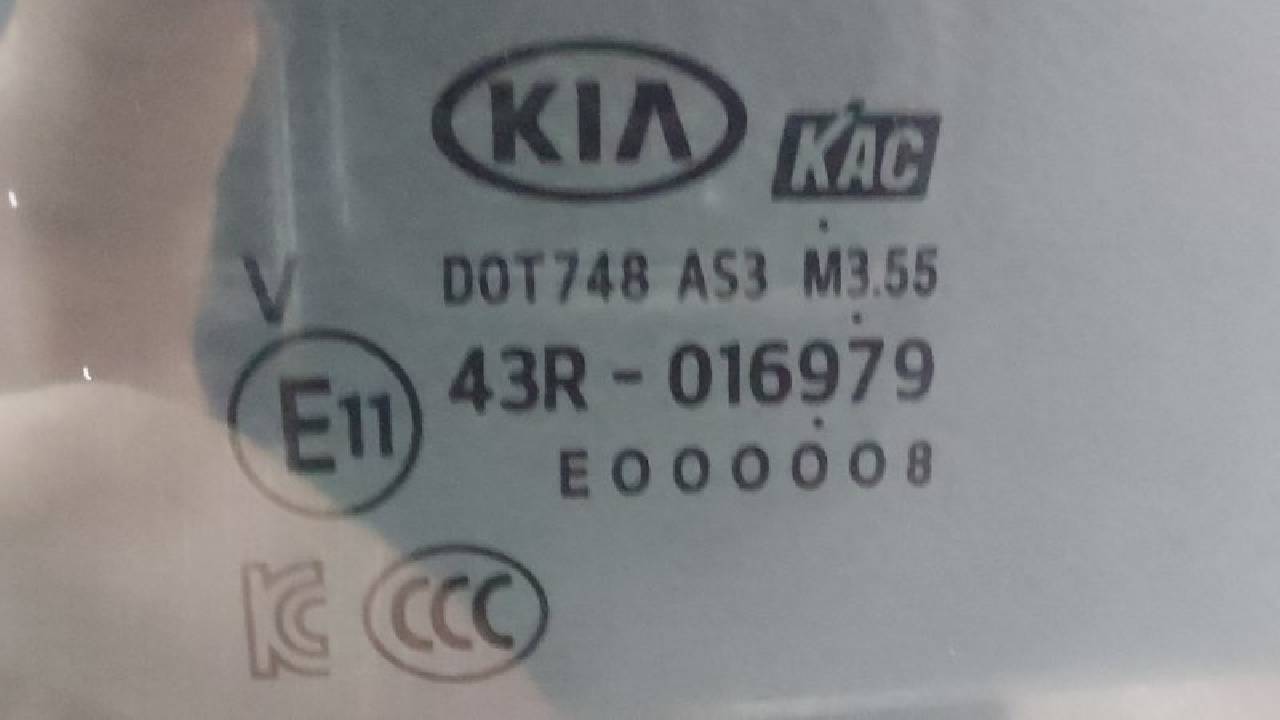 KIA KAC
V DOT748 AS3 M3.55
E11 43R - 016979
E000008
KC CCC